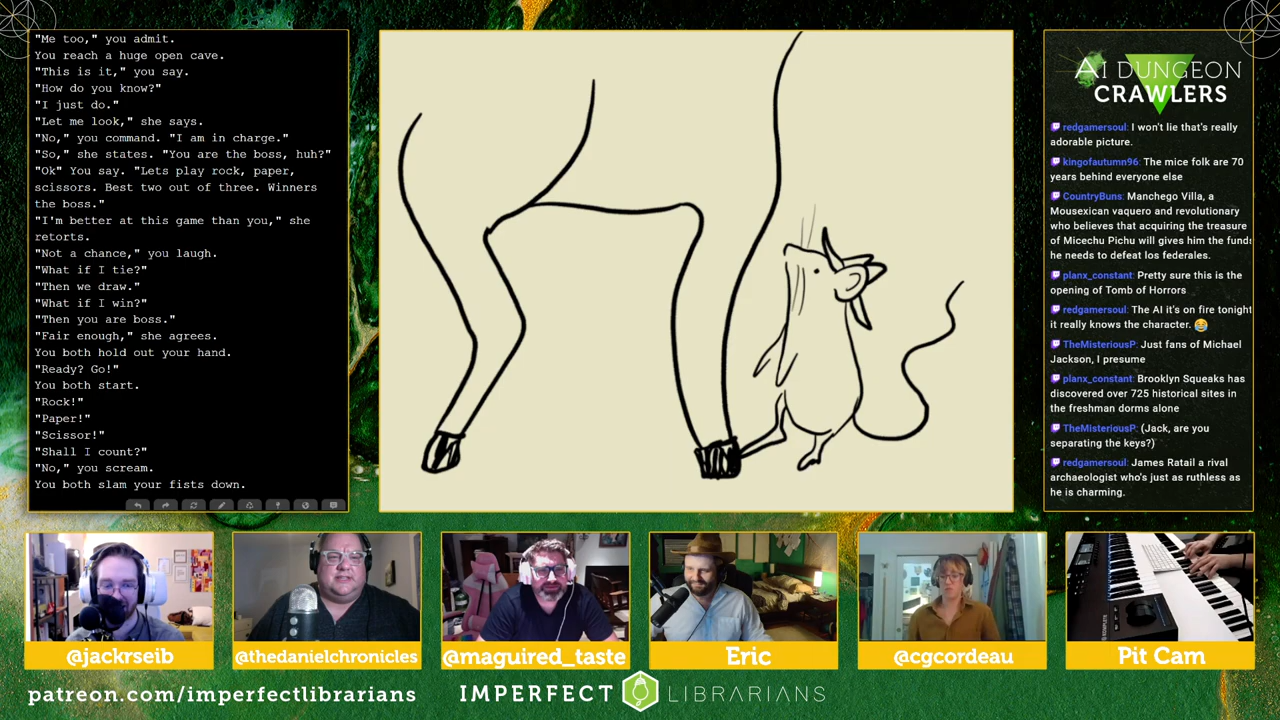 "Me too," you admit.
You reach a huge open cave.
"This is it," you say.
"How do you know?"
"I just do."
"Let me look," she says.
"No," you command. "I am in charge."
"So," she states. "You are the boss, huh?"
"Ok" You say. "Lets play rock, paper,
scissors. Best two out of three. Winners
the boss."
"I'm better at this game than you," she
retorts.
"Not a chance," you laugh.
"What if I tie?"
"Then we draw."
"What if I win?"
"Then you are boss."
"Fair enough," she agrees.
You both hold out your hand.
"Ready? Go!"
You both start.
"Rock!"
"Paper!"
"Scissor!"
"Shall I count?"
"No," you scream.
You both slam your fists down.
AI DUNGEON
CRAWLERS
redgamersoul: I won't lie that's really
adorable picture.
kingofautumn96: The mice folk are 70
years behind everyone else
CountryBuns: Manchego Villa, a
Mousexican vaquero and revolutionary
who believes that acquiring the treasure
of Micechu Pichu will gives him the funds
he needs to defeat los federales.
planx_constant: Pretty sure this is the
opening of Tomb of Horrors
redgamersoul: The AI it's on fire tonight
it really knows the character. 😂
TheMisteriousP: Just fans of Michael
Jackson, I presume
planx_constant: Brooklyn Squeaks has
discovered over 725 historical sites in
the freshman dorms alone
TheMisteriousP: (Jack, are you
separating the keys?)
redgamersoul: James Ratail a rival
archaeologist who's just as ruthless as
he is charming.
@jackrseib
@thedanielchronicles
@maguired_taste
Eric
@cgcordeau
Pit Cam
patreon.com/imperfectlibrarians
IMPERFECT LIBRARIANS